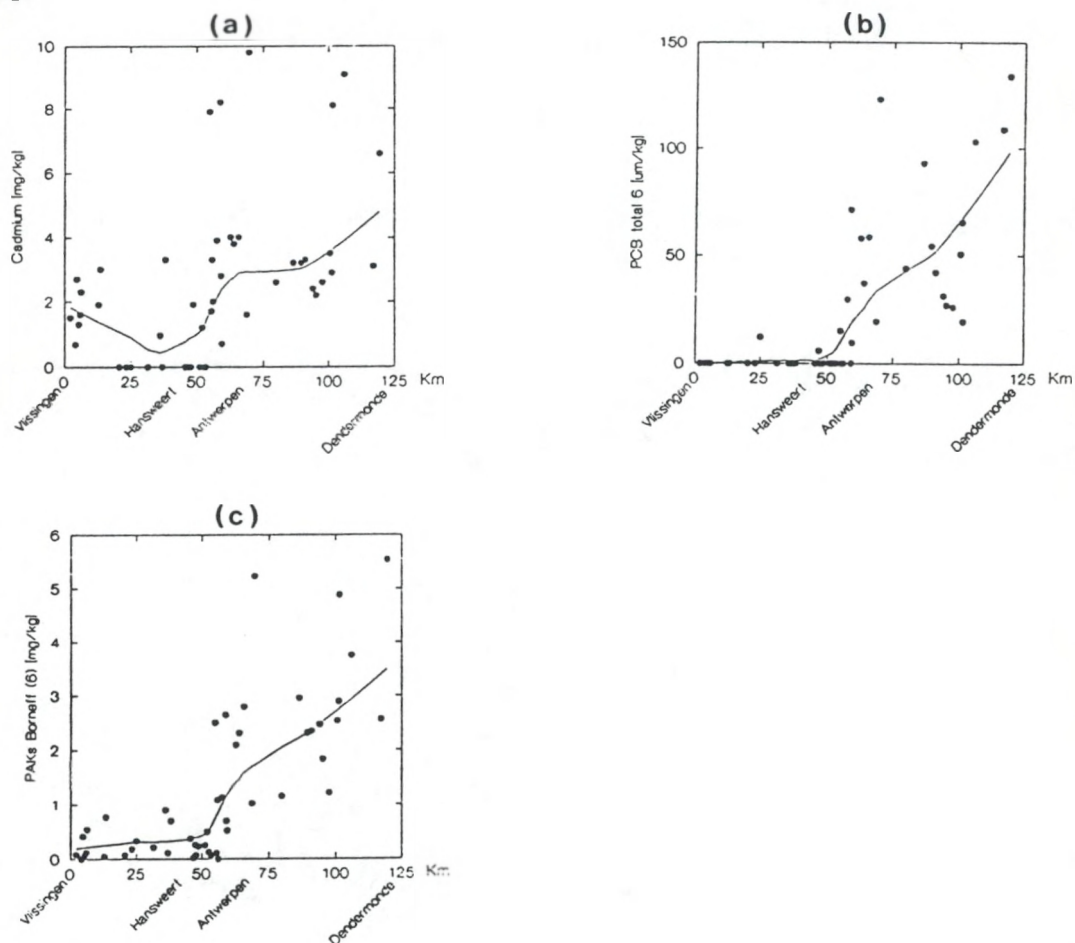 (a)
10
8
6
4
2
0
Cadmium [mg/kg]
0 25 50 75 100 125 Km
Vlissingen
Hansweert
Antwerpen
Dendermonde
(b)
150
100
50
0
PCB total 6 [um/kg]
0 25 50 75 100 125 Km
Vlissingen
Hansweert
Antwerpen
Dendermonde
(c)
6
5
4
3
2
1
0
PAKs Borneff (6) [mg/kg]
0 25 50 75 100 125 Km
Vlissingen
Hansweert
Antwerpen
Dendermonde